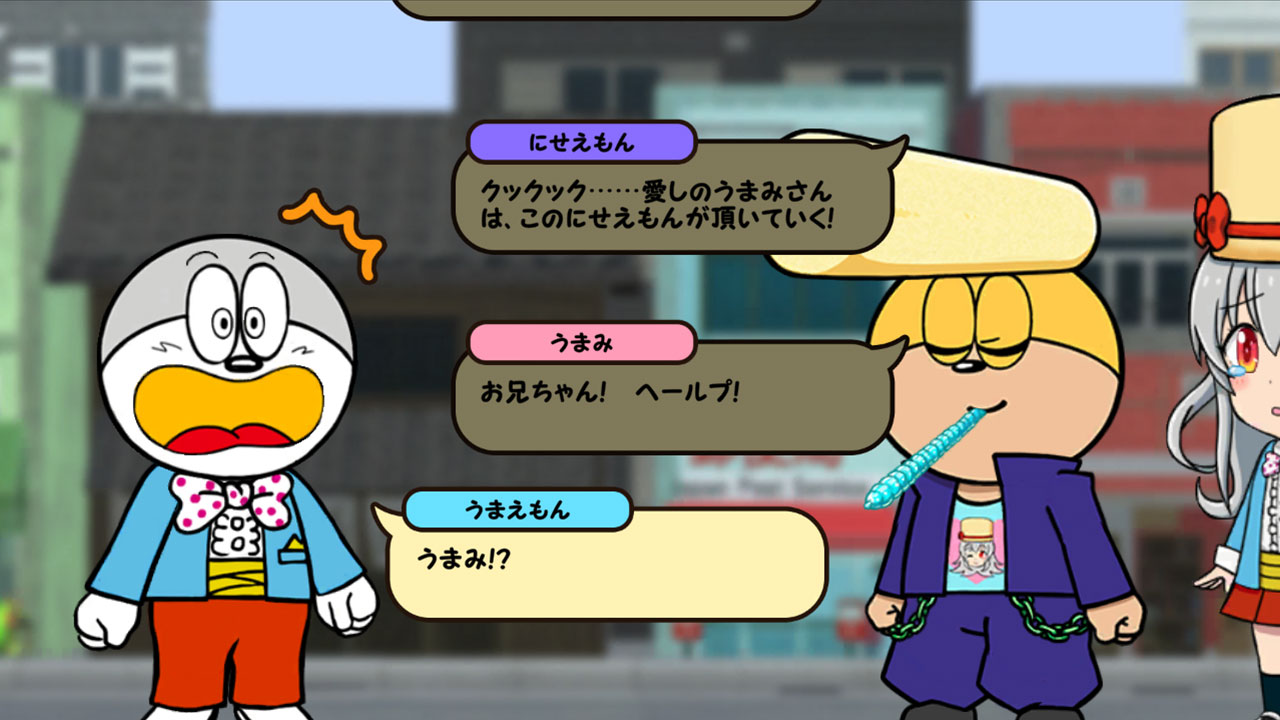 にせえもん
クックック……愛しのうまみさん
は、このにせえもんが頂いていく!
うまみ
お兄ちゃん!　ヘールプ!
うまえもん
うまみ!?